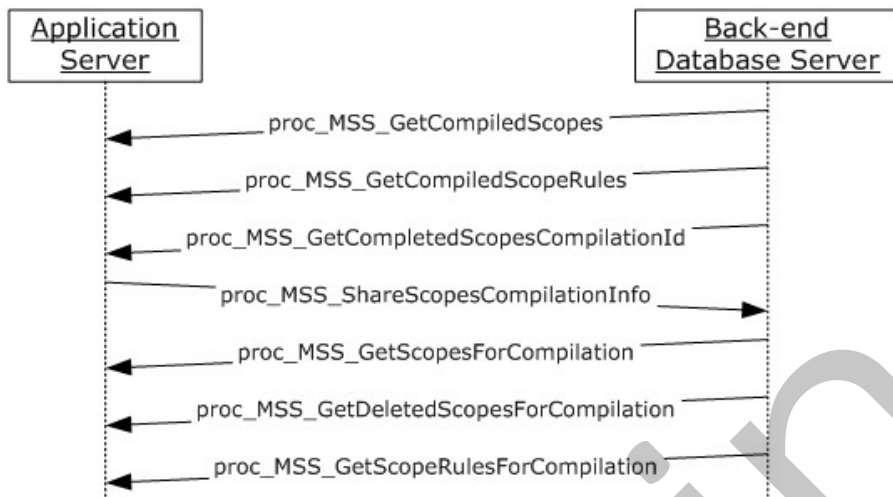 Application
Server
Back-end
Database Server
proc_MSS_GetCompiledScopes
proc_MSS_GetCompiledScopeRules
proc_MSS_GetCompletedScopesCompilationId
proc_MSS_ShareScopesCompilationInfo
proc_MSS_GetScopesForCompilation
proc_MSS_GetDeletedScopesForCompilation
proc_MSS_GetScopeRulesForCompilation